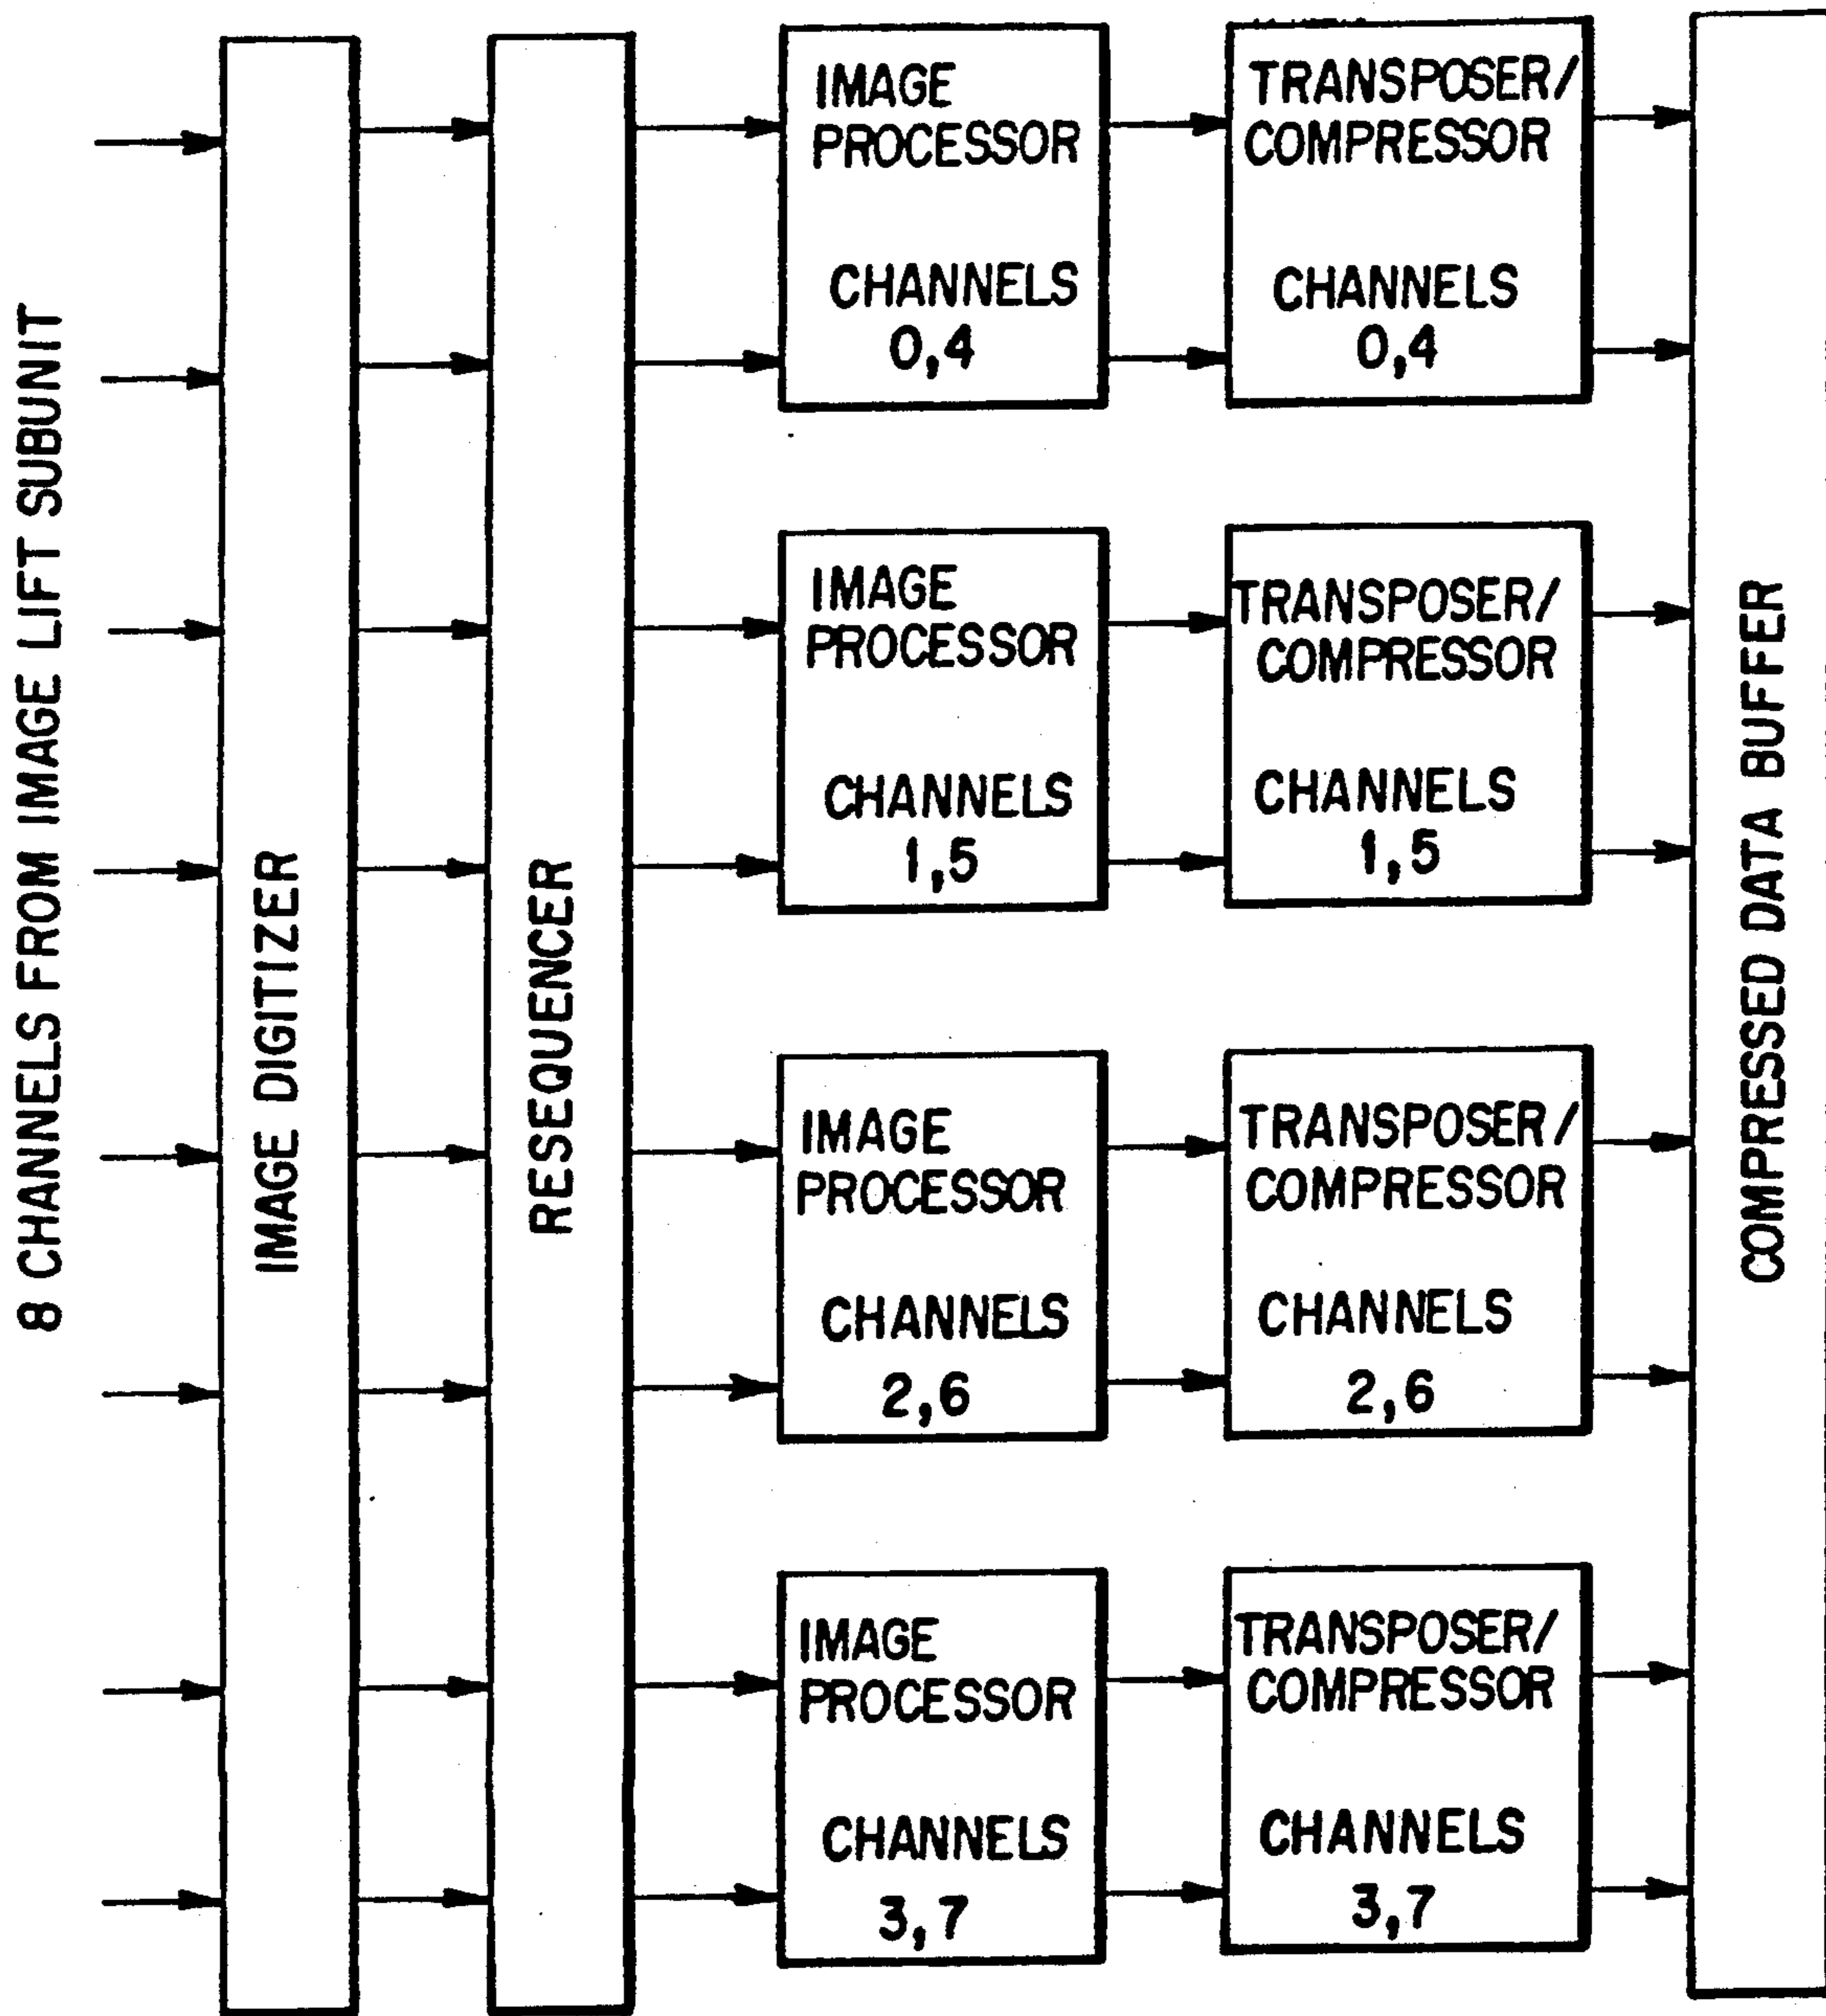 8 CHANNELS FROM IMAGE LIFT SUBUNIT
IMAGE DIGITIZER
RESEQUENCER
IMAGE
PROCESSOR
CHANNELS
0,4
TRANSPOSER/
COMPRESSOR
CHANNELS
0,4
IMAGE
PROCESSOR
CHANNELS
1,5
TRANSPOSER/
COMPRESSOR
CHANNELS
1,5
IMAGE
PROCESSOR
CHANNELS
2,6
TRANSPOSER/
COMPRESSOR
CHANNELS
2,6
IMAGE
PROCESSOR
CHANNELS
3,7
TRANSPOSER/
COMPRESSOR
CHANNELS
3,7
COMPRESSED DATA BUFFER